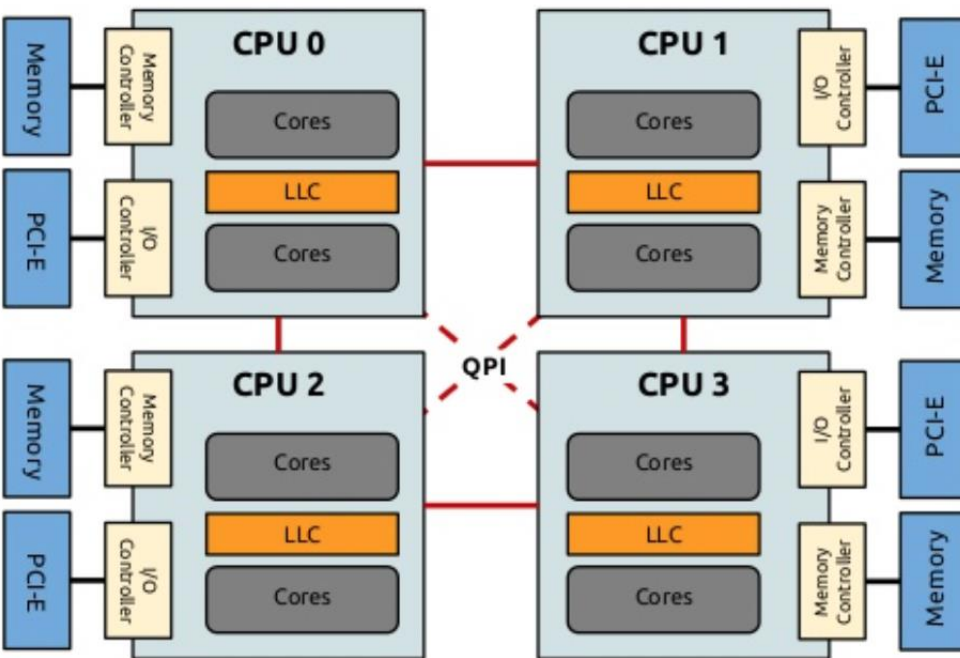 CPU 0
Memory
Memory
Controller
Cores
LLC
PCI-E
I/O
Controller
Cores
CPU 1
Cores
I/O
Controller
PCI-E
LLC
Cores
Memory
Controller
Memory
QPI
CPU 2
Memory
Memory
Controller
Cores
LLC
PCI-E
I/O
Controller
Cores
CPU 3
Cores
I/O
Controller
PCI-E
LLC
Cores
Memory
Controller
Memory